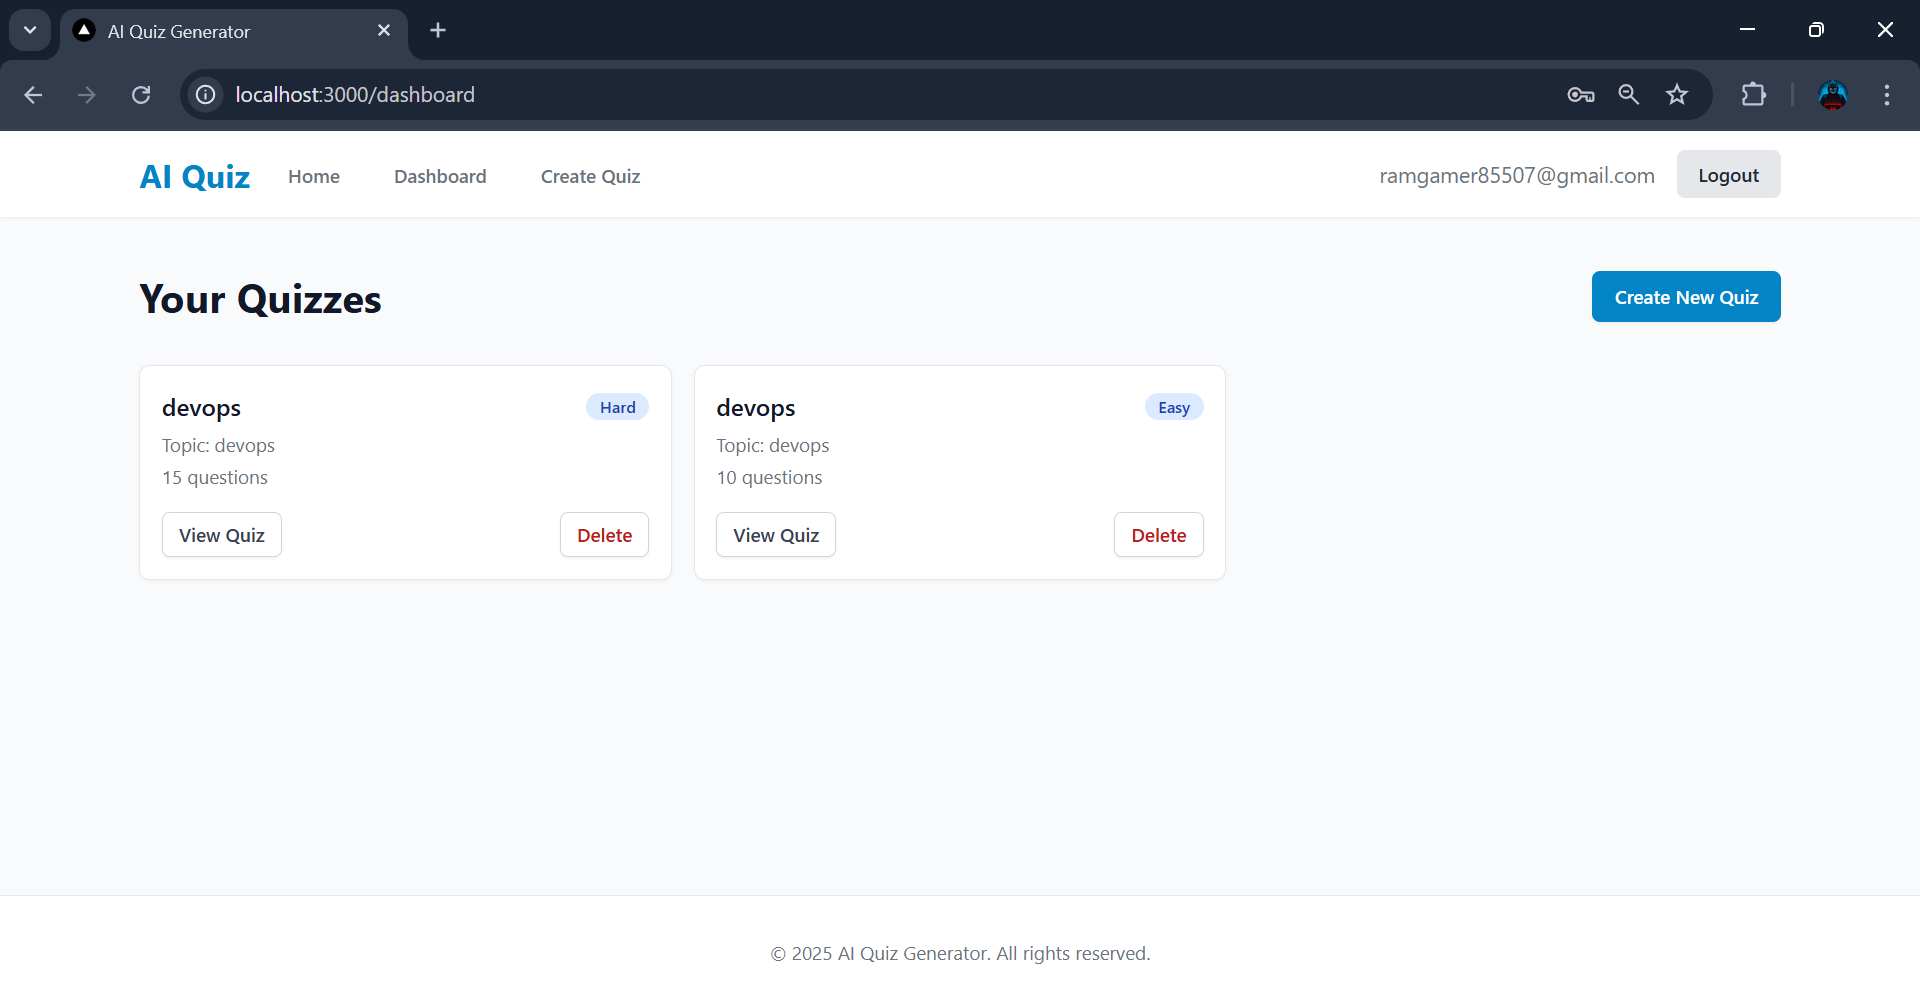 AI Quiz Generator
localhost:3000/dashboard
AI Quiz Home Dashboard Create Quiz ramgamer85507@gmail.com Logout
Your Quizzes Create New Quiz
devops Hard
Topic: devops
15 questions
View Quiz Delete
devops Easy
Topic: devops
10 questions
View Quiz Delete
© 2025 AI Quiz Generator. All rights reserved.